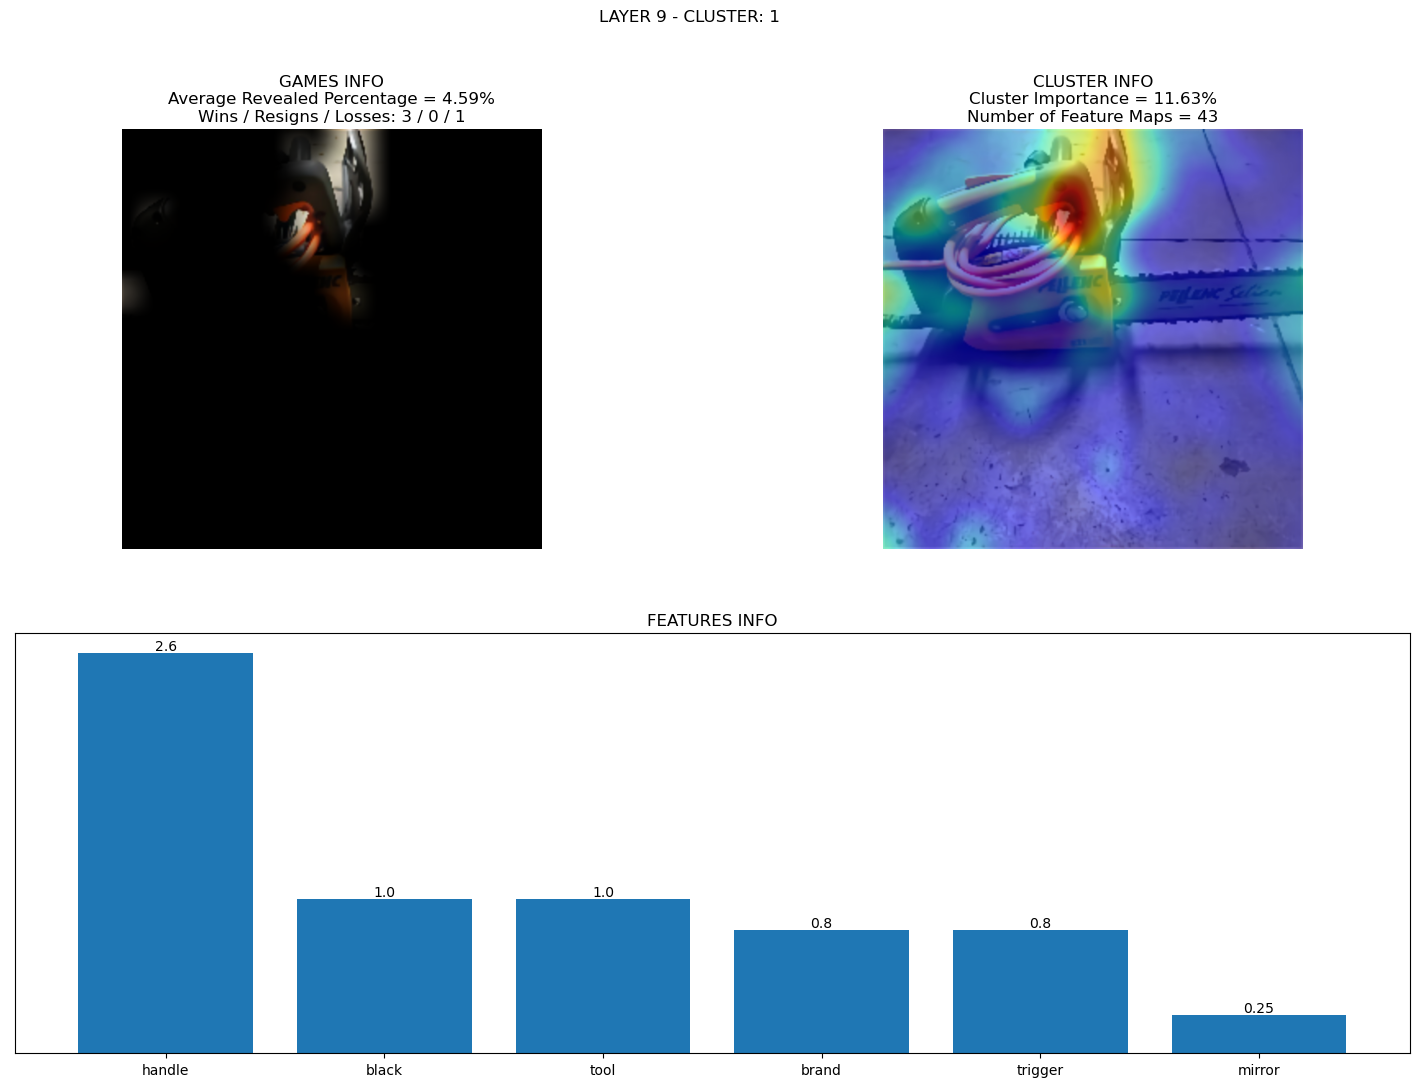 LAYER 9 - CLUSTER: 1
GAMES INFO
Average Revealed Percentage = 4.59%
Wins / Resigns / Losses: 3 / 0 / 1
CLUSTER INFO
Cluster Importance = 11.63%
Number of Feature Maps = 43
PELLENC
PELLENC Selion
FEATURES INFO
2.6
1.0
1.0
0.8
0.8
0.25
handle
black
tool
brand
trigger
mirror